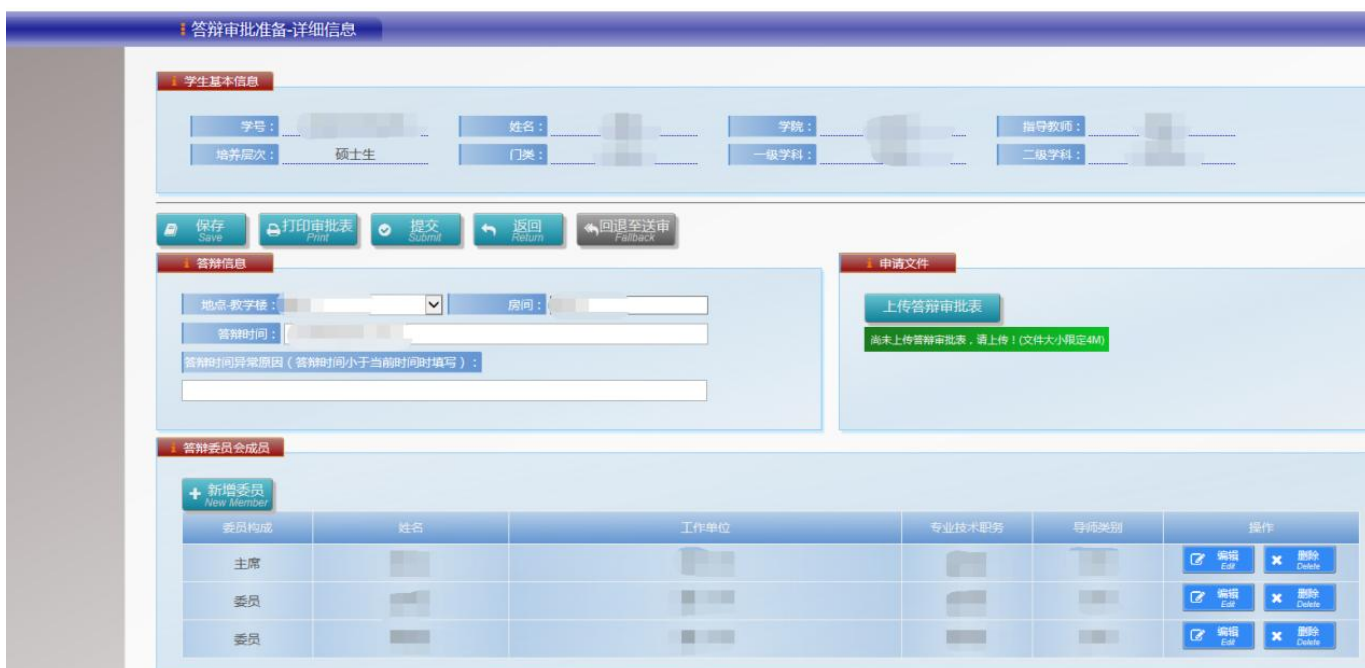 答辩审批准备-详细信息
学生基本信息
学号： 姓名： 学院： 指导教师：
培养层次： 硕士生 门类： 一级学科： 二级学科：
保存 打印审批表 提交 返回 回退至送审
Save Print Submit Return Fallback
答辩信息 申请文件
地点-教学楼： 房间： 上传答辩审批表
答辩时间： 尚未上传答辩审批表，请上传！(文件大小限定4M)
答辩时间异常原因（答辩时间小于当前时间时填写）：
答辩委员会成员
新增委员
New Member
委员构成 姓名 工作单位 专业技术职务 导师类别 操作
主席 编辑 Edit 删除 Delete
委员 编辑 Edit 删除 Delete
委员 编辑 Edit 删除 Delete